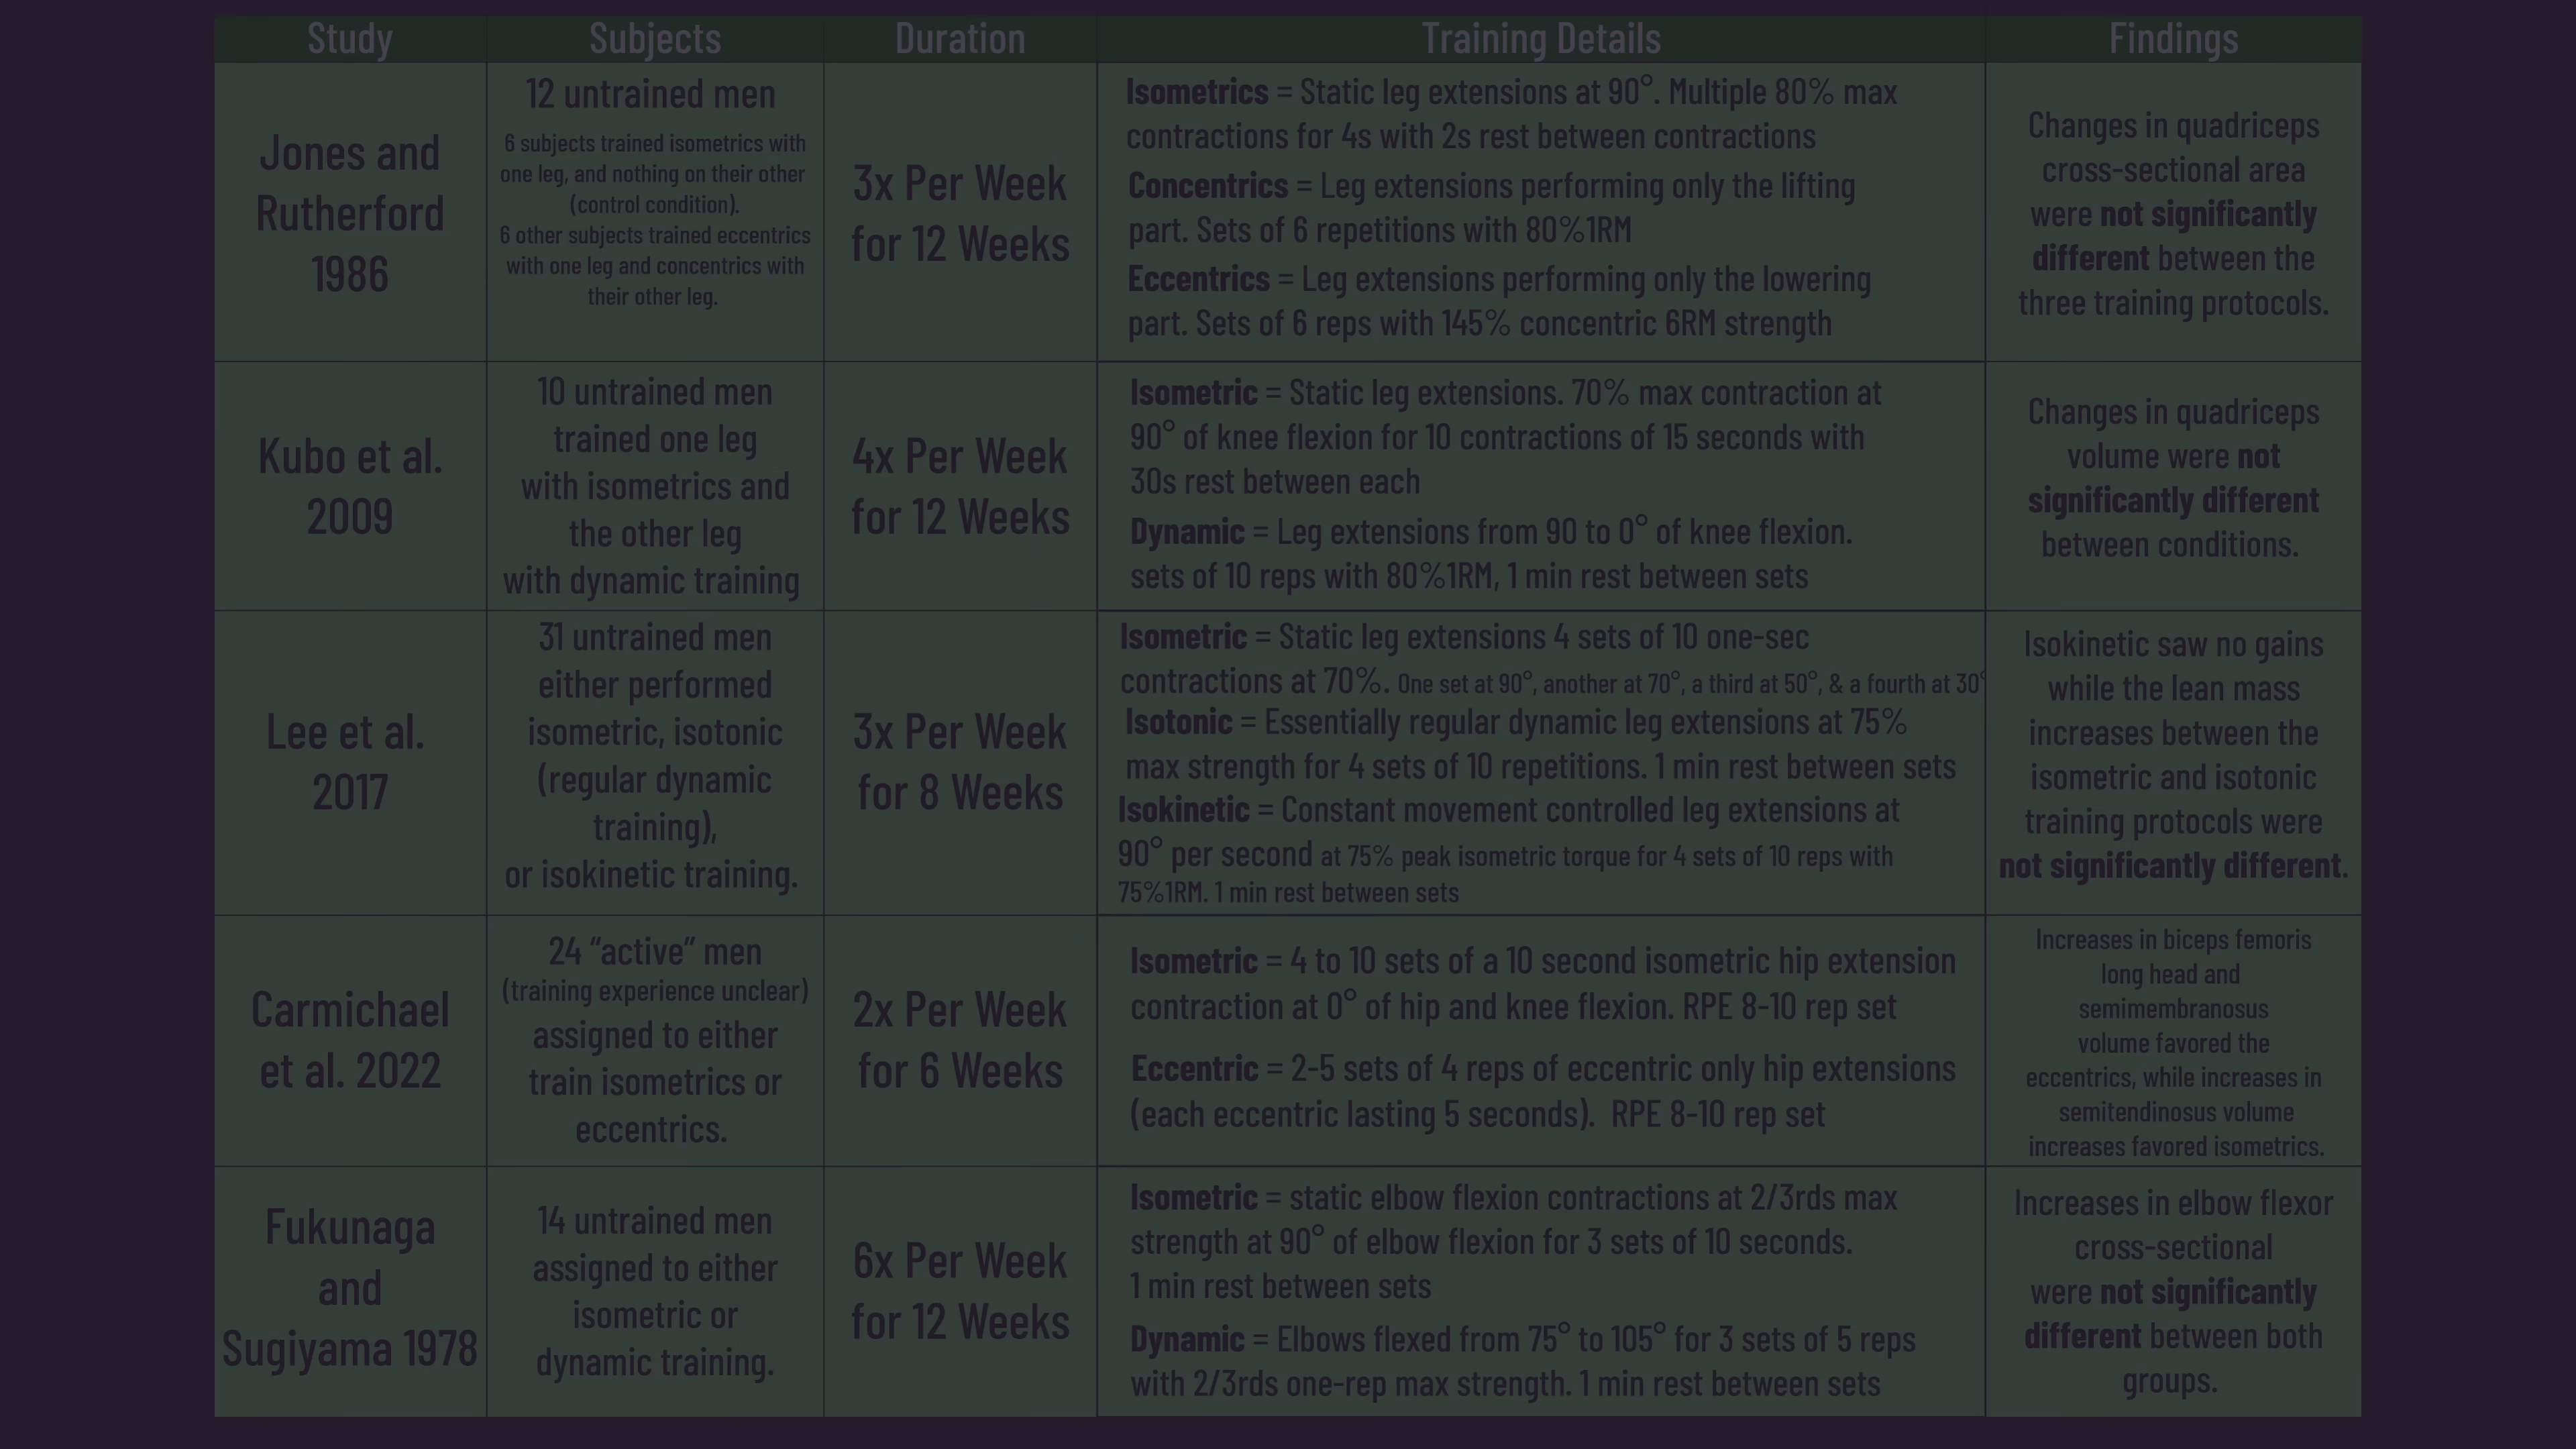 Study Subjects Duration Training Details Findings
Jones and
Rutherford
1986
12 untrained men
6 subjects trained isometrics with
one leg, and nothing on their other
(control condition).
6 other subjects trained eccentrics
with one leg and concentrics with
their other leg.
3x Per Week
for 12 Weeks
Isometrics = Static leg extensions at 90°. Multiple 80% max
contractions for 4s with 2s rest between contractions
Concentrics = Leg extensions performing only the lifting
part. Sets of 6 repetitions with 80%1RM
Eccentrics = Leg extensions performing only the lowering
part. Sets of 6 reps with 145% concentric 6RM strength
Changes in quadriceps
cross-sectional area
were not significantly
different between the
three training protocols.
Kubo et al.
2009
10 untrained men
trained one leg
with isometrics and
the other leg
with dynamic training
4x Per Week
for 12 Weeks
Isometric = Static leg extensions. 70% max contraction at
90° of knee flexion for 10 contractions of 15 seconds with
30s rest between each
Dynamic = Leg extensions from 90 to 0° of knee flexion.
sets of 10 reps with 80%1RM, 1 min rest between sets
Changes in quadriceps
volume were not
significantly different
between conditions.
Lee et al.
2017
31 untrained men
either performed
isometric, isotonic
(regular dynamic
training),
or isokinetic training.
3x Per Week
for 8 Weeks
Isometric = Static leg extensions 4 sets of 10 one-sec
contractions at 70%. One set at 90°, another at 70°, a third at 50°, & a fourth at 30°
Isotonic = Essentially regular dynamic leg extensions at 75%
max strength for 4 sets of 10 repetitions. 1 min rest between sets
Isokinetic = Constant movement controlled leg extensions at
90° per second at 75% peak isometric torque for 4 sets of 10 reps with
75%1RM. 1 min rest between sets
Isokinetic saw no gains
while the lean mass
increases between the
isometric and isotonic
training protocols were
not significantly different.
Carmichael
et al. 2022
24 “active” men
(training experience unclear)
assigned to either
train isometrics or
eccentrics.
2x Per Week
for 6 Weeks
Isometric = 4 to 10 sets of a 10 second isometric hip extension
contraction at 0° of hip and knee flexion. RPE 8-10 rep set
Eccentric = 2-5 sets of 4 reps of eccentric only hip extensions
(each eccentric lasting 5 seconds). RPE 8-10 rep set
Increases in biceps femoris
long head and
semimembranosus
volume favored the
eccentrics, while increases in
semitendinosus volume
increases favored isometrics.
Fukunaga
and
Sugiyama 1978
14 untrained men
assigned to either
isometric or
dynamic training.
6x Per Week
for 12 Weeks
Isometric = static elbow flexion contractions at 2/3rds max
strength at 90° of elbow flexion for 3 sets of 10 seconds.
1 min rest between sets
Dynamic = Elbows flexed from 75° to 105° for 3 sets of 5 reps
with 2/3rds one-rep max strength. 1 min rest between sets
Increases in elbow flexor
cross-sectional
were not significantly
different between both
groups.